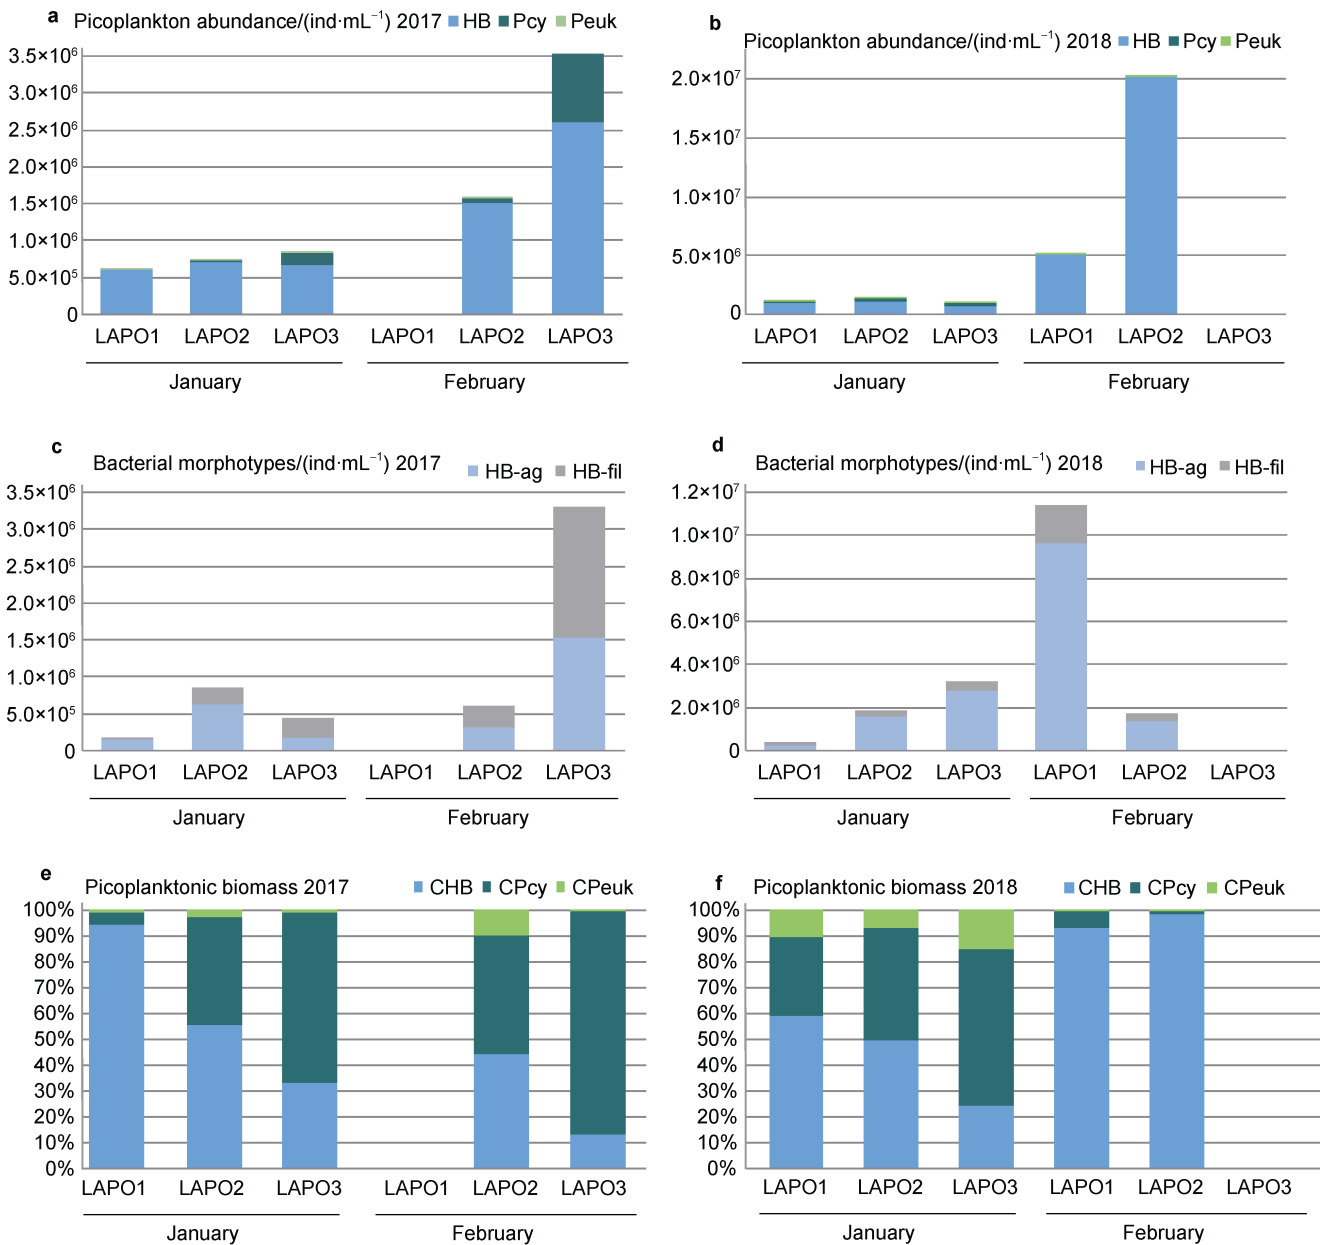 a Picoplankton abundance/(ind·mL⁻¹) 2017 HB Pcy Peuk
3.5×10⁶
3.0×10⁶
2.5×10⁶
2.0×10⁶
1.5×10⁶
1.0×10⁶
5.0×10⁵
0
LAPO1 LAPO2 LAPO3 LAPO1 LAPO2 LAPO3
January February
b
Picoplankton abundance/(ind·mL⁻¹) 2018 HB Pcy Peuk
2.0×10⁷
1.5×10⁷
1.0×10⁷
5.0×10⁶
0
LAPO1 LAPO2 LAPO3 LAPO1 LAPO2 LAPO3
January February
c
Bacterial morphotypes/(ind·mL⁻¹) 2017 HB-ag HB-fil
3.5×10⁶
3.0×10⁶
2.5×10⁶
2.0×10⁶
1.5×10⁶
1.0×10⁶
5.0×10⁵
0
LAPO1 LAPO2 LAPO3 LAPO1 LAPO2 LAPO3
January February
d
Bacterial morphotypes/(ind·mL⁻¹) 2018 HB-ag HB-fil
1.2×10⁷
1.0×10⁷
8.0×10⁶
6.0×10⁶
4.0×10⁶
2.0×10⁶
0
LAPO1 LAPO2 LAPO3 LAPO1 LAPO2 LAPO3
January February
e
Picoplanktonic biomass 2017 CHB CPcy CPeuk
100%
90%
80%
70%
60%
50%
40%
30%
20%
10%
0%
LAPO1 LAPO2 LAPO3 LAPO1 LAPO2 LAPO3
January February
f
Picoplanktonic biomass 2018 CHB CPcy CPeuk
100%
90%
80%
70%
60%
50%
40%
30%
20%
10%
0%
LAPO1 LAPO2 LAPO3 LAPO1 LAPO2 LAPO3
January February